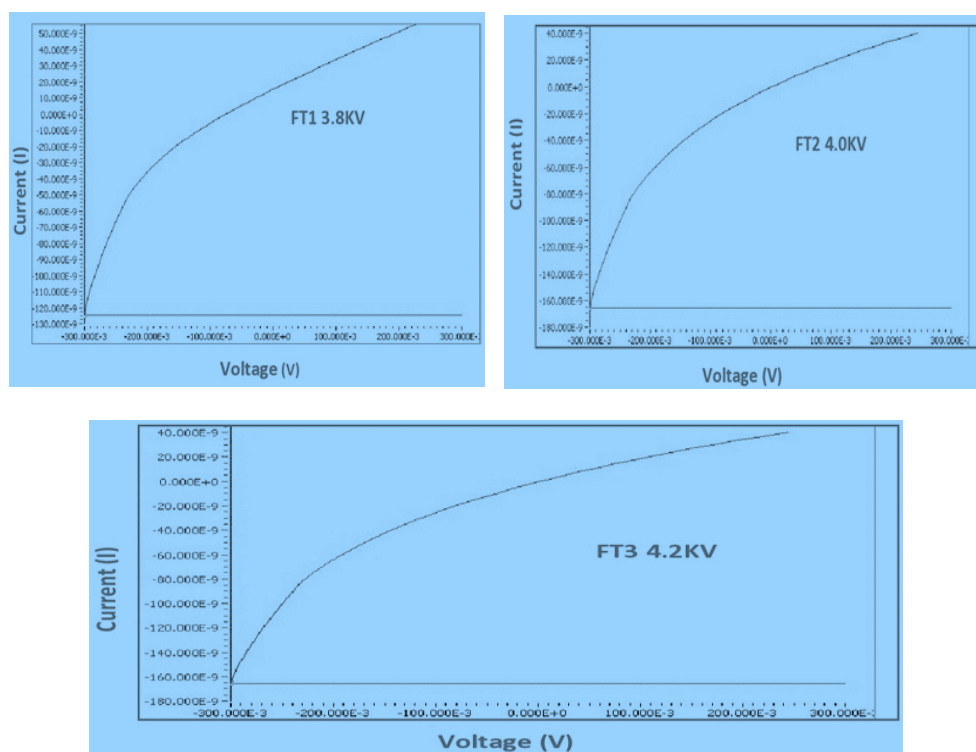 50.000E-9
40.000E-9
30.000E-9
20.000E-9
10.000E-9
0.000E+0
-10.000E-9
-20.000E-9
-30.000E-9
-40.000E-9
-50.000E-9
-60.000E-9
-70.000E-9
-80.000E-9
-90.000E-9
-100.000E-9
-110.000E-9
-120.000E-9
-130.000E-9
Current (I)
FT1 3.8KV
-300.000E-3 -200.000E-3 -100.000E-3 0.000E+0 100.000E-3 200.000E-3 300.000E-3
Voltage (V)
40.000E-9
20.000E-9
0.000E+0
-20.000E-9
-40.000E-9
-60.000E-9
-80.000E-9
-100.000E-9
-120.000E-9
-140.000E-9
-160.000E-9
-180.000E-9
Current (I)
FT2 4.0KV
-300.000E-3 -200.000E-3 -100.000E-3 0.000E+0 100.000E-3 200.000E-3 300.000E-3
Voltage (V)
40.000E-9
20.000E-9
0.000E+0
-20.000E-9
-40.000E-9
-60.000E-9
-80.000E-9
-100.000E-9
-120.000E-9
-140.000E-9
-160.000E-9
-180.000E-9
Current (I)
FT3 4.2KV
-300.000E-3 -200.000E-3 -100.000E-3 0.000E+0 100.000E-3 200.000E-3 300.000E-3
Voltage (V)